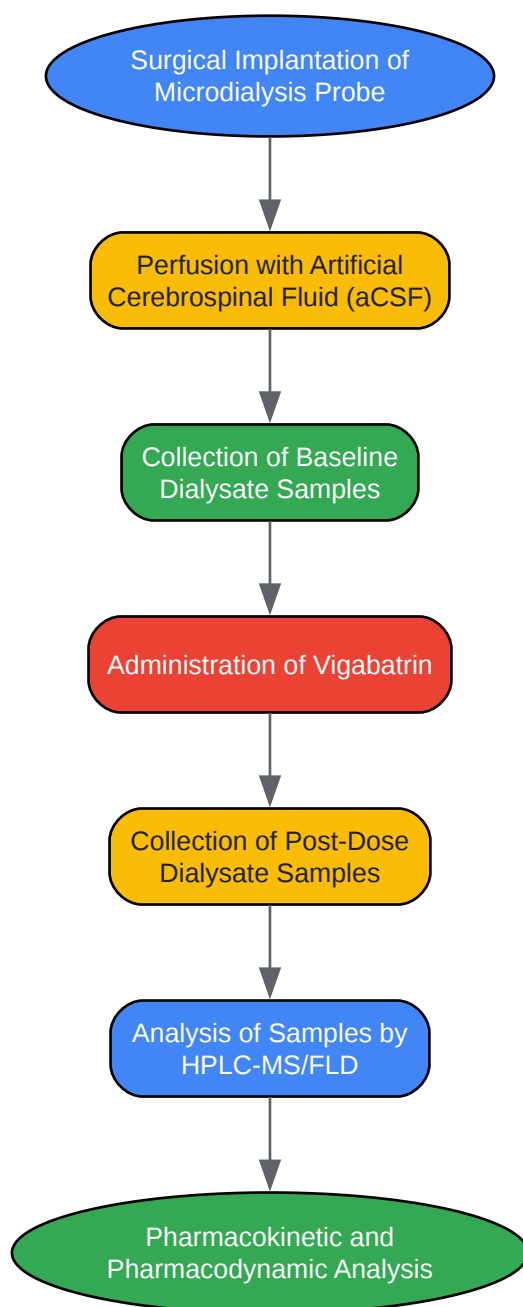 Surgical Implantation of
Microdialysis Probe
Perfusion with Artificial
Cerebrospinal Fluid (aCSF)
Collection of Baseline
Dialysate Samples
Administration of Vigabatrin
Collection of Post-Dose
Dialysate Samples
Analysis of Samples by
HPLC-MS/FLD
Pharmacokinetic and
Pharmacodynamic Analysis